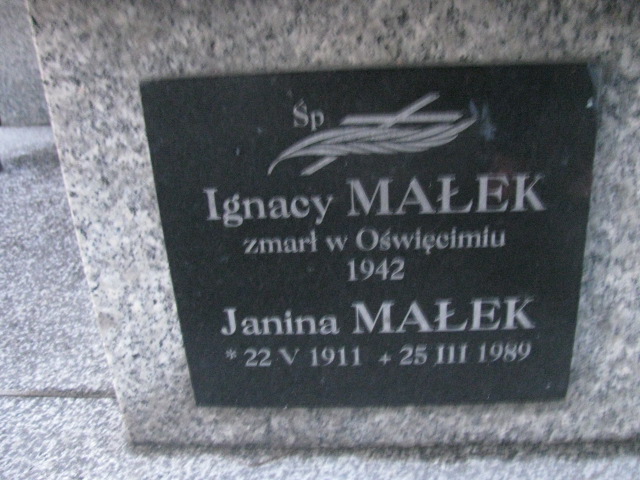 Śp
Ignacy MAŁEK
zmarł w Oświęcimiu
1942
Janina MAŁEK
* 22 V 1911 + 25 III 1989